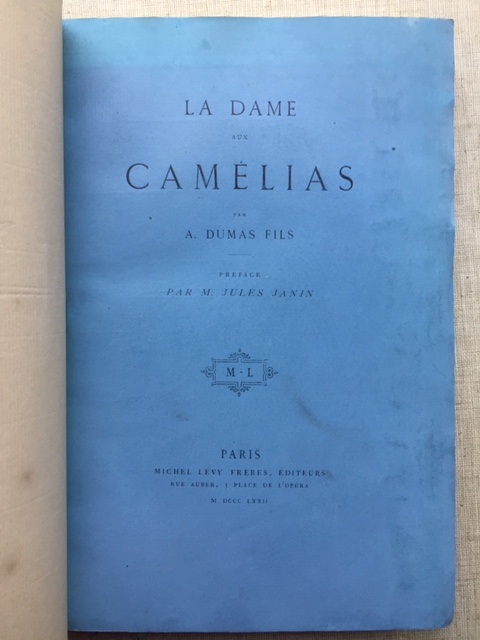 LA DAME
AUX
CAMÉLIAS
PAR
A. DUMAS FILS
PRÉFACE
PAR M. JULES JANIN
M · L
PARIS
MICHEL LÉVY FRÈRES, ÉDITEURS
RUE AUBER, 3 PLACE DE L'OPÉRA
M. DCCC LXXII